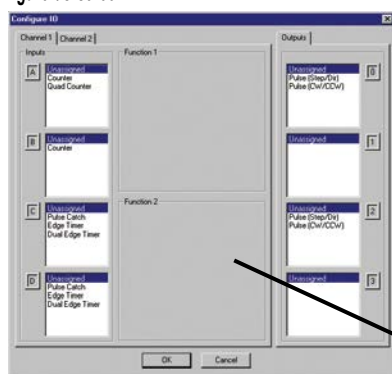 Configure IO
Channel 1
Channel 2
Inputs
A
Unassigned
Counter
Quad Counter
B
Unassigned
Counter
C
Unassigned
Pulse Catch
Edge Timer
Dual Edge Timer
D
Unassigned
Pulse Catch
Edge Timer
Dual Edge Timer
Function 1
Function 2
Outputs
Unassigned
Pulse (Step/Dir)
Pulse (CW/CCW)
0
Unassigned
1
Unassigned
Pulse (Step/Dir)
Pulse (CW/CCW)
2
Unassigned
3
OK
Cancel